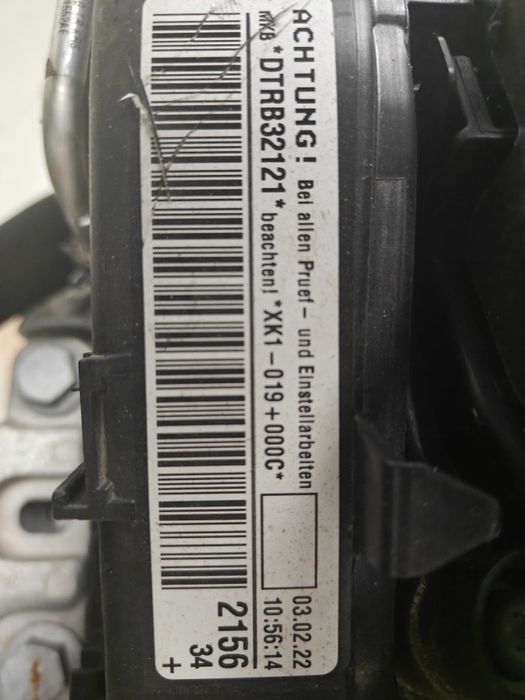 ACHTUNG! Bei allen Pruef - und Einstellarbeiten 03.02.22
MXB *DTRB32121* beachten! *XK1-019+000C* 10:56:14
2156
34
+